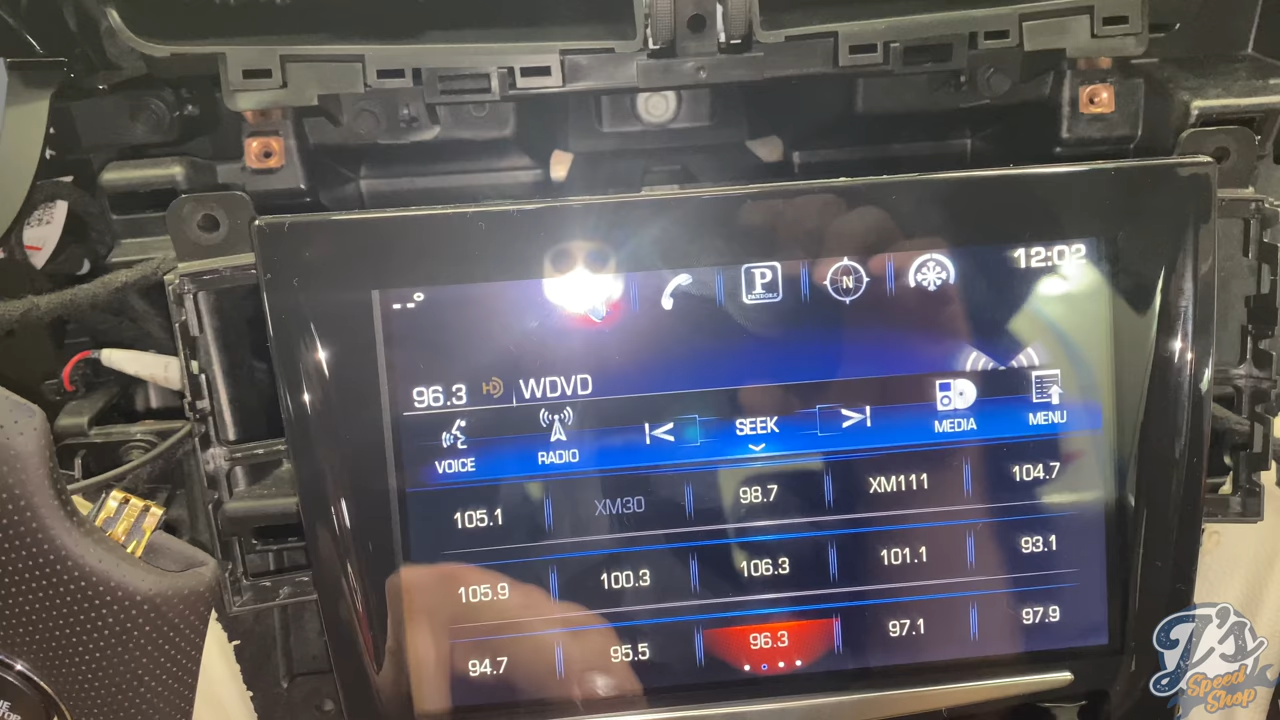 12:02
--°
P
PANDORA
N
96.3 HD WDVD
VOICE
RADIO
SEEK
MEDIA
MENU
105.1 XM30 98.7 XM111 104.7
105.9 100.3 106.3 101.1 93.1
94.7 95.5 96.3 97.1 97.9
J's
Speed
Shop